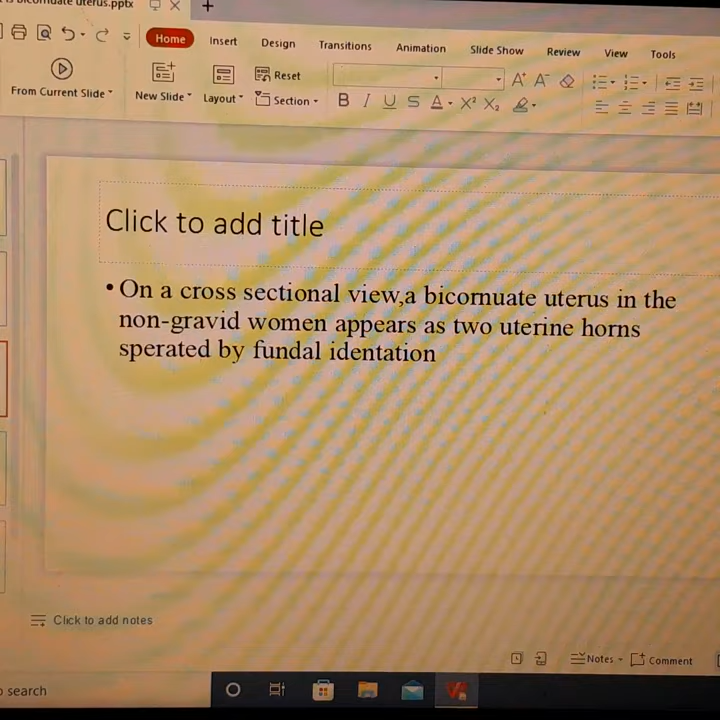 bicornuate uterus.pptx
Home Insert Design Transitions Animation Slide Show Review View Tools
From Current Slide New Slide Layout Reset
Section B I U S A X² X₂ A⁺ A⁻
Click to add title
• On a cross sectional view,a bicornuate uterus in the
non-gravid women appears as two uterine horns
sperated by fundal identation
Click to add notes
Notes Comment
search